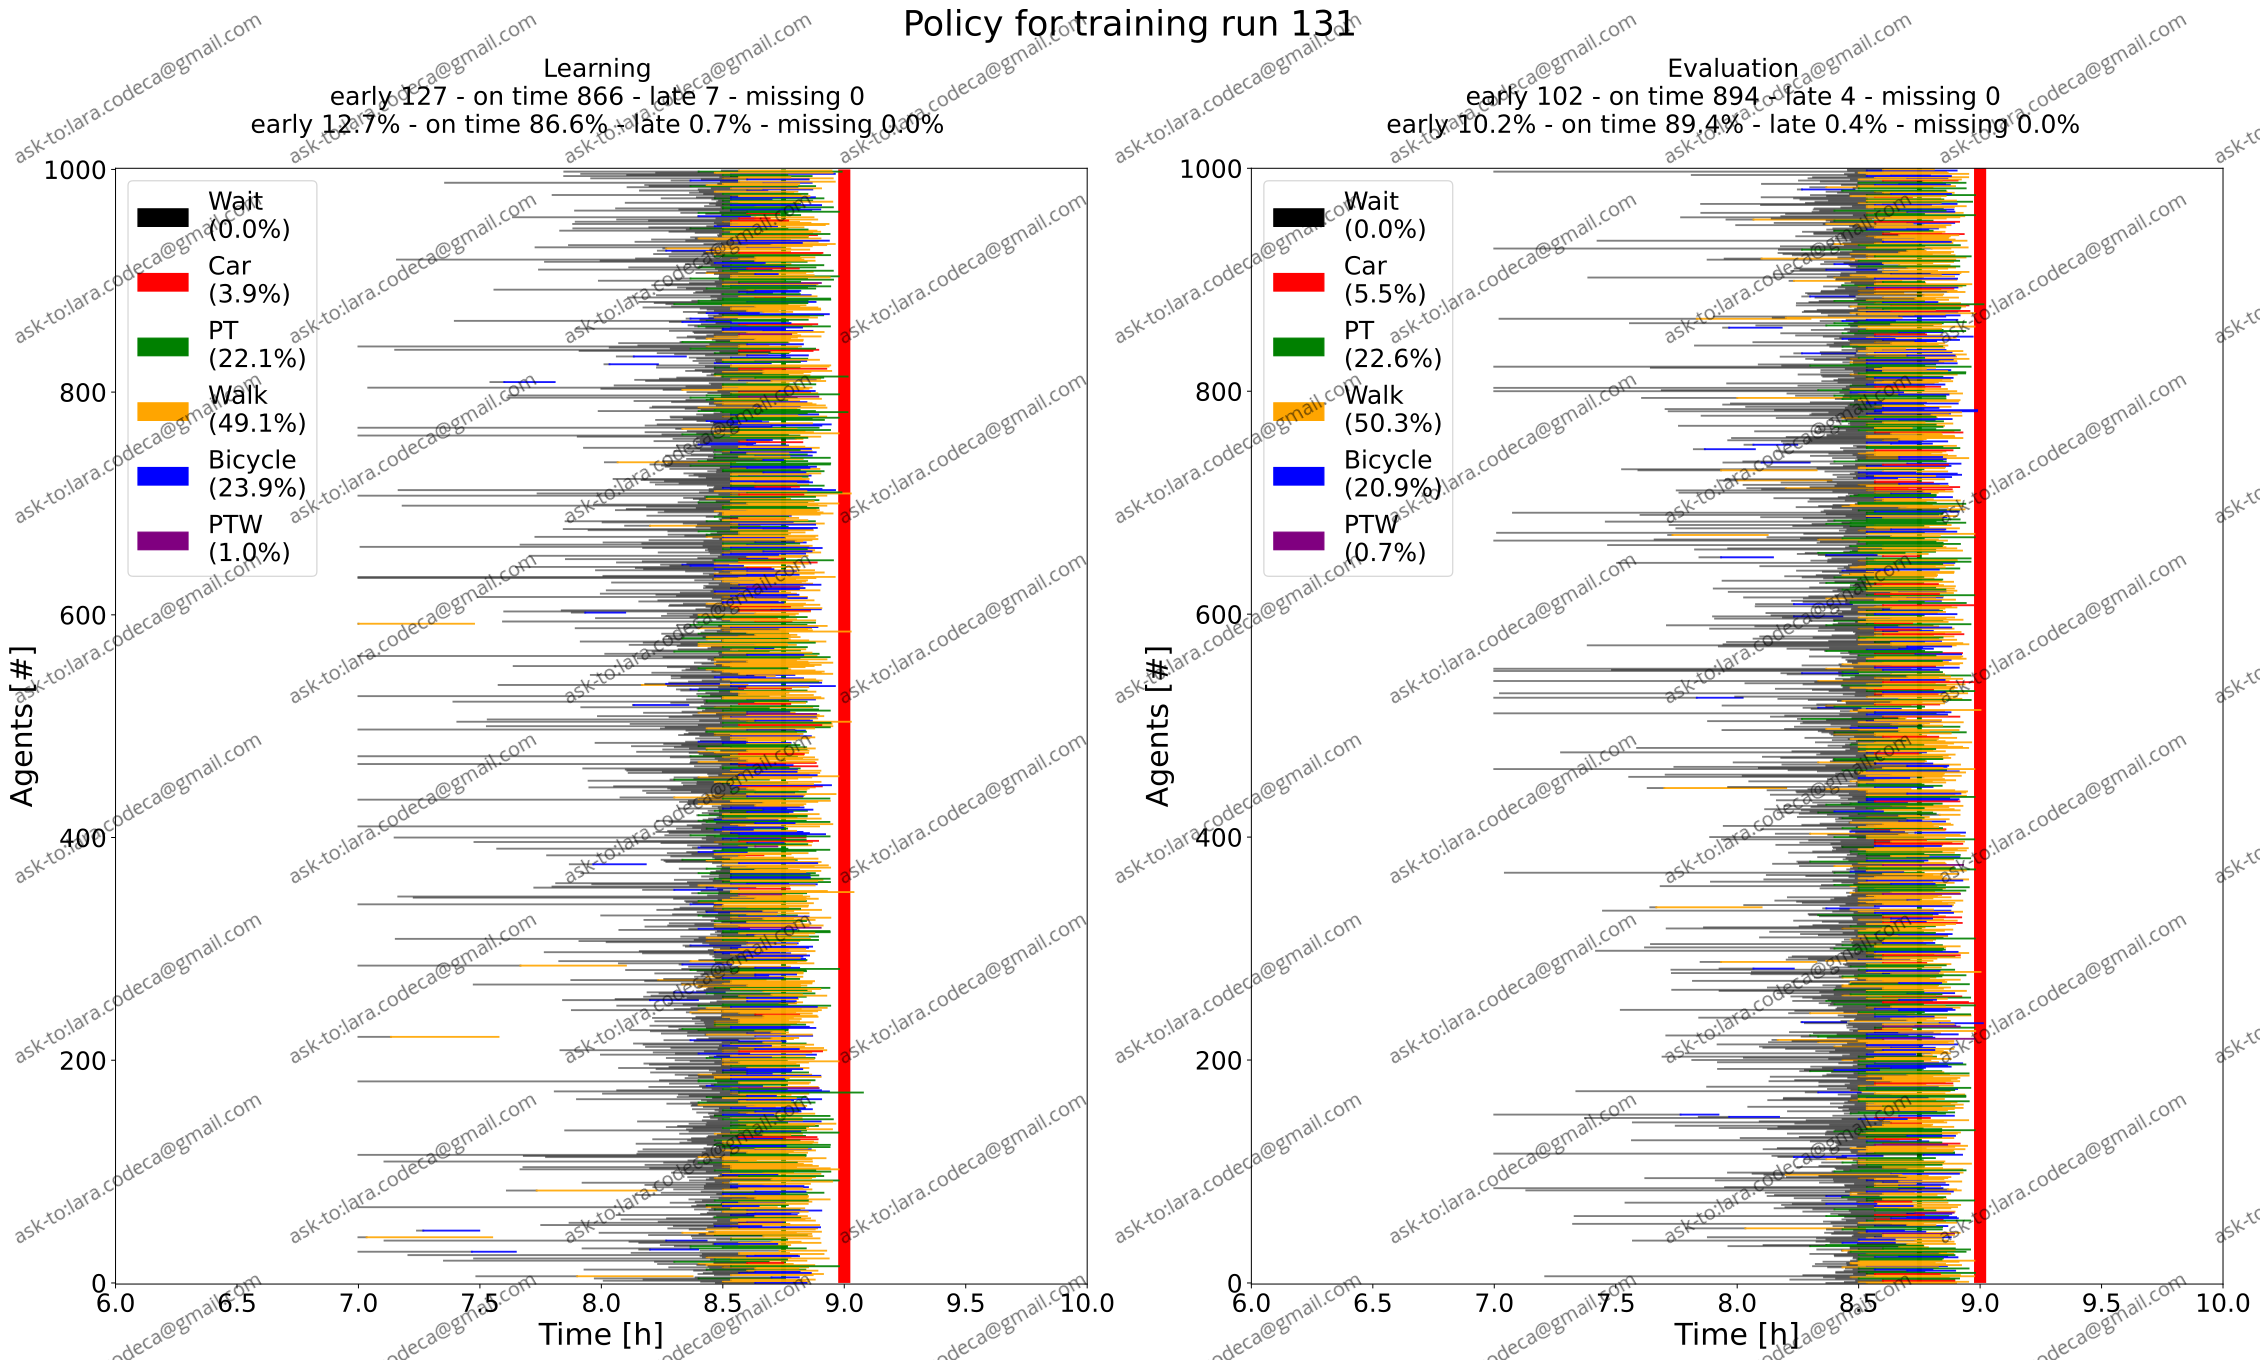 Policy for training run 131
Learning
early 127 - on time 866 - late 7 - missing 0
early 12.7% - on time 86.6% - late 0.7% - missing 0.0%
Wait
(0.0%)
Car
(3.9%)
PT
(22.1%)
Walk
(49.1%)
Bicycle
(23.9%)
PTW
(1.0%)
Agents [#]
1000
800
600
400
200
0
6.0 6.5 7.0 7.5 8.0 8.5 9.0 9.5 10.0
Time [h]
Evaluation
early 102 - on time 894 - late 4 - missing 0
early 10.2% - on time 89.4% - late 0.4% - missing 0.0%
Wait
(0.0%)
Car
(5.5%)
PT
(22.6%)
Walk
(50.3%)
Bicycle
(20.9%)
PTW
(0.7%)
Agents [#]
1000
800
600
400
200
0
6.0 6.5 7.0 7.5 8.0 8.5 9.0 9.5 10.0
Time [h]
ask-to:lara.codeca@gmail.com